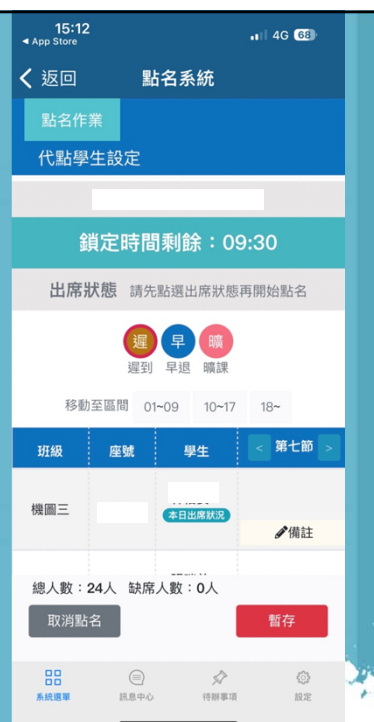 15:12
◀ App Store
4G 68
返回 點名系統
點名作業
代點學生設定
鎖定時間剩餘：09:30
出席狀態 請先點選出席狀態再開始點名
遲 早 曠
遲到 早退 曠課
移動至區間 01~09 10~17 18~
班級 座號 學生 < 第七節 >
機圖三
本日出席狀況
備註
總人數：24人 缺席人數：0人
取消點名 暫存
系統選單 訊息中心 待辦事項 設定